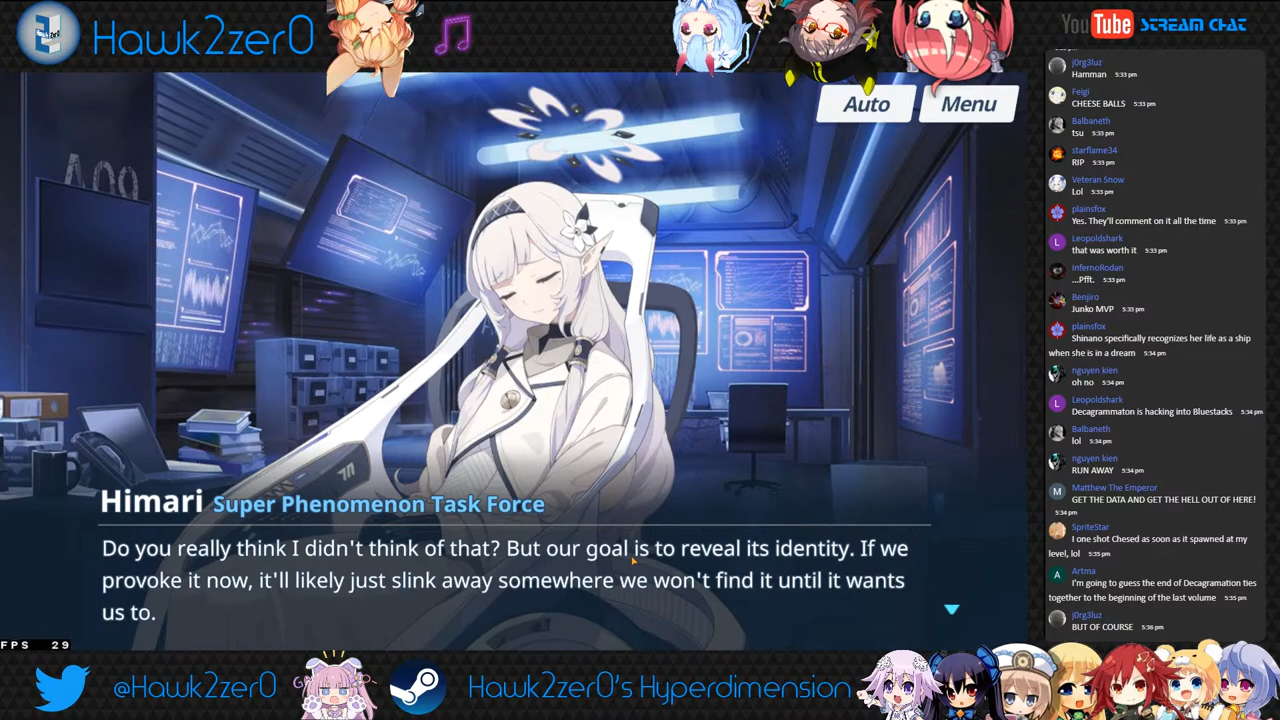 Hawk2zer0
You Tube STREAM CHAT
Auto
Menu
j0rg3luz
Hamman 5:33 pm
Feigi
CHEESE BALLS 5:33 pm
Balbaneth
tsu 5:33 pm
starflame34
RIP 5:33 pm
Veteran Snow
Lol 5:33 pm
plainsfox
Yes. They'll comment on it all the time 5:33 pm
Leopoldshark
that was worth it 5:33 pm
InfernoRodan
...Pfft. 5:33 pm
Benjiro
Junko MVP 5:33 pm
plainsfox
Shinano specifically recognizes her life as a ship
when she is in a dream 5:34 pm
nguyen kien
oh no 5:34 pm
Leopoldshark
Decagrammaton is hacking into Bluestacks 5:34 pm
Balbaneth
lol 5:34 pm
nguyen kien
RUN AWAY 5:34 pm
Matthew The Emperor
GET THE DATA AND GET THE HELL OUT OF HERE!
5:34 pm
SpriteStar
I one shot Chesed as soon as it spawned at my
level, lol 5:35 pm
Artma
I'm going to guess the end of Decagramation ties
together to the beginning of the last volume 5:35 pm
j0rg3luz
BUT OF COURSE 5:36 pm
Himari Super Phenomenon Task Force
Do you really think I didn't think of that? But our goal is to reveal its identity. If we
provoke it now, it'll likely just slink away somewhere we won't find it until it wants
us to.
FPS 29
@Hawk2zer0
Hawk2zer0's Hyperdimension